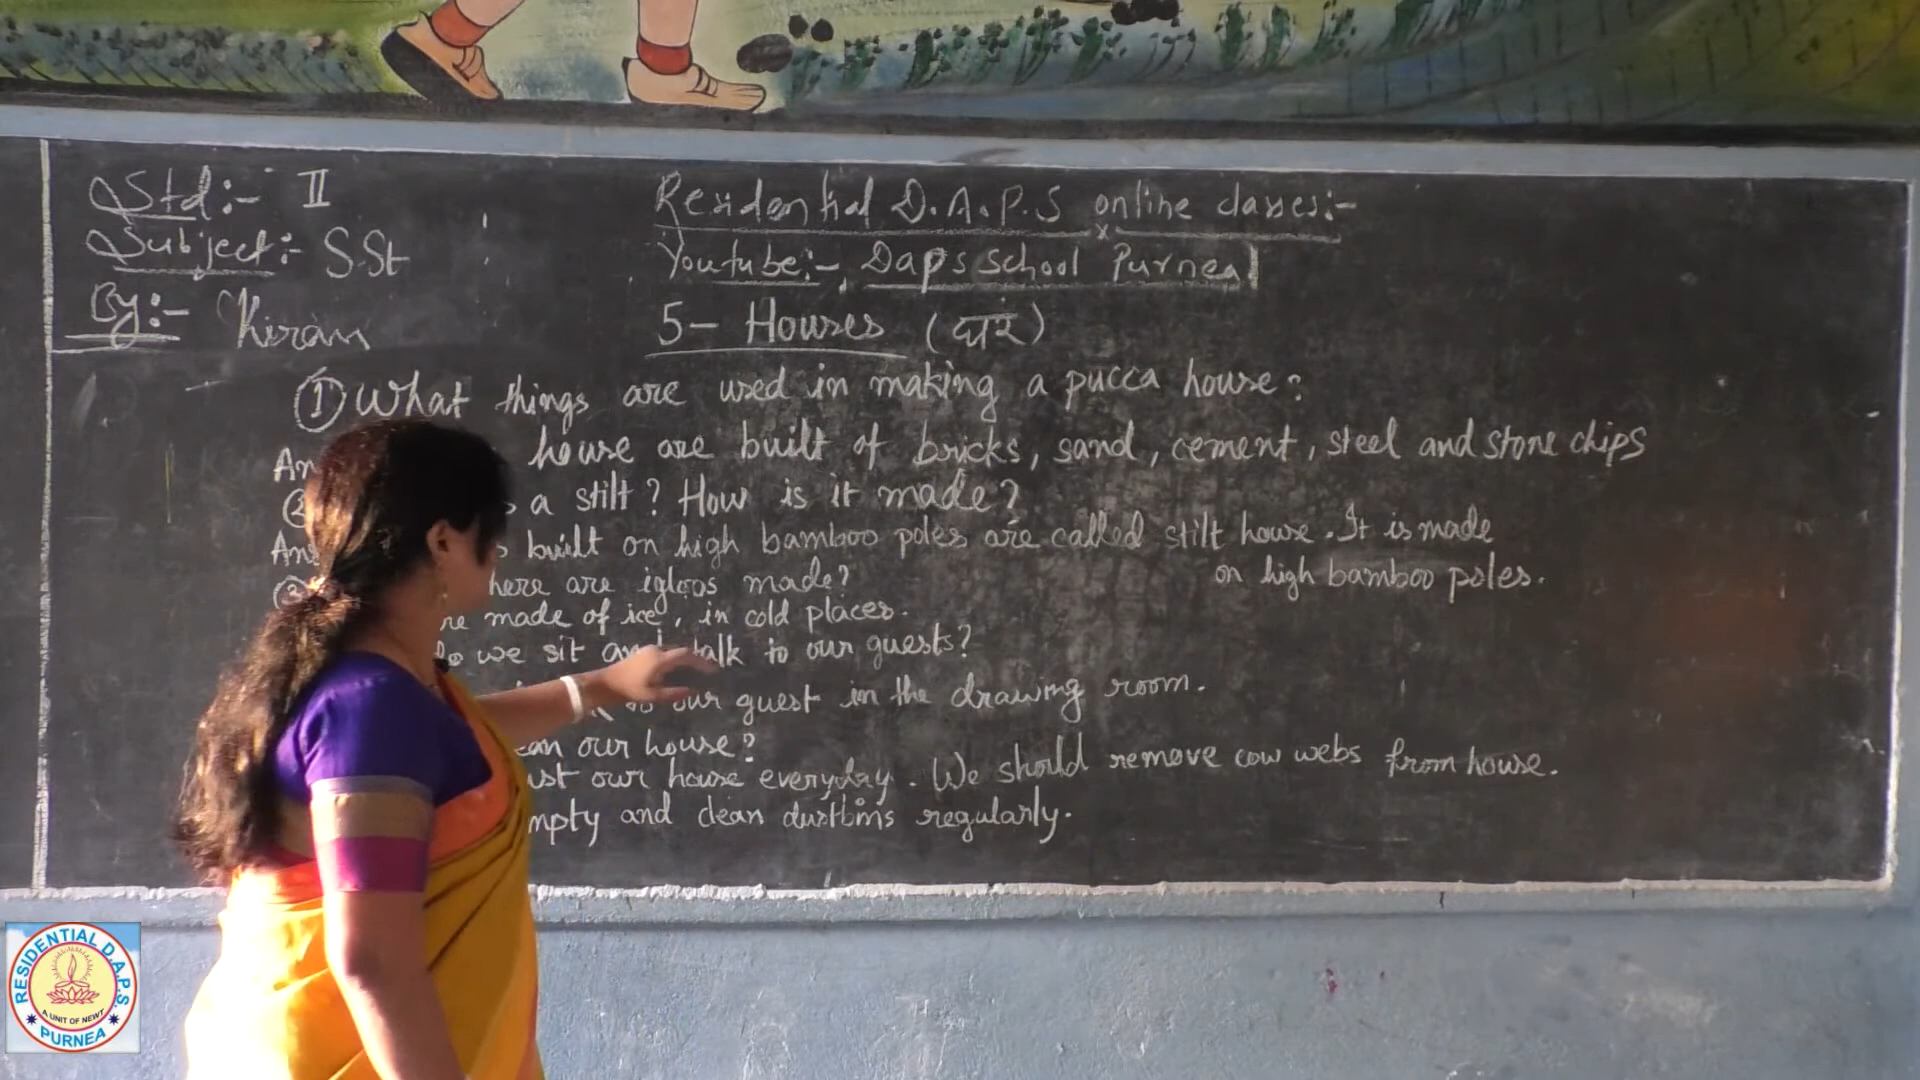 Std:- II
Subject:- S.St
By:- Kiran
Residential D.A.P.S online classes:-
Youtube:- Daps school Purnea
5- Houses (घर)
① What things are used in making a pucca house?
house are built of bricks, sand, cement, steel and stone chips
a stilt? How is it made?
built on high bamboo poles are called stilt house. It is made
on high bamboo poles.
are igloos made?
made of ice, in cold places.
we sit and talk to our guests?
our guest in the drawing room.
our house?
our house everyday. We should remove cow webs from house.
and clean dustbins regularly.
RESIDENTIAL D.A.P.S.
A UNIT OF NEWT
PURNEA